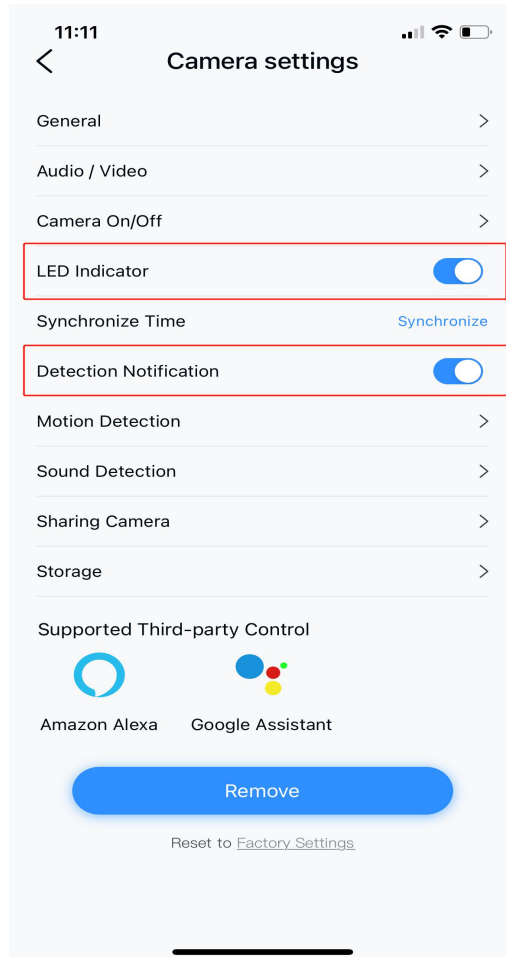 11:11
Camera settings
General
Audio / Video
Camera On/Off
LED Indicator
Synchronize Time Synchronize
Detection Notification
Motion Detection
Sound Detection
Sharing Camera
Storage
Supported Third-party Control
Amazon Alexa Google Assistant
Remove
Reset to Factory Settings